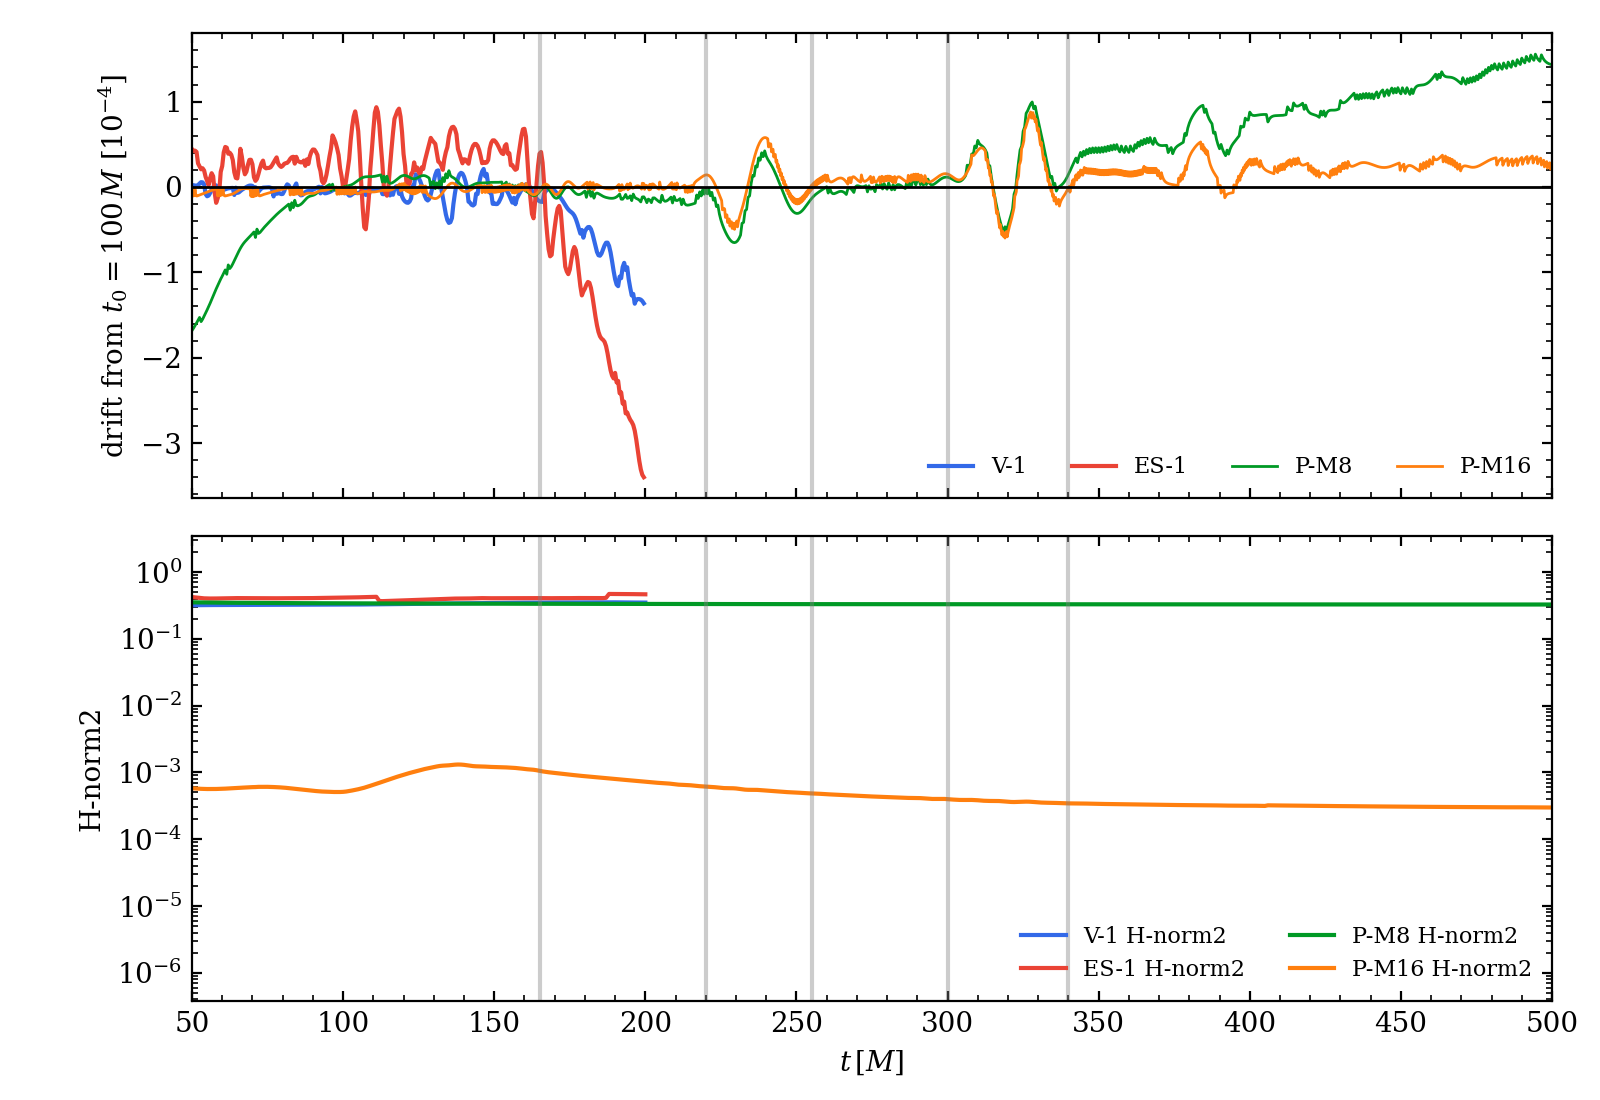 drift from t₀ = 100 M [10⁻⁴]
1
0
−1
−2
−3
V-1 ES-1 P-M8 P-M16
H-norm2
10⁰
10⁻¹
10⁻²
10⁻³
10⁻⁴
10⁻⁵
10⁻⁶
V-1 H-norm2 P-M8 H-norm2
ES-1 H-norm2 P-M16 H-norm2
50 100 150 200 250 300 350 400 450 500
t [M]